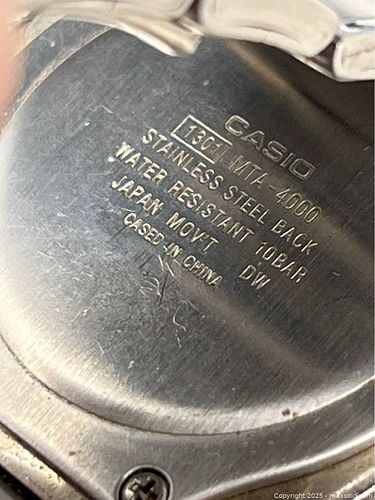 CASIO
1301 MTA-4000
STAINLESS STEEL BACK
WATER RESISTANT 10BAR
JAPAN MOV'T DW
CASED IN CHINA
Copyright 2025 - maxsold.com